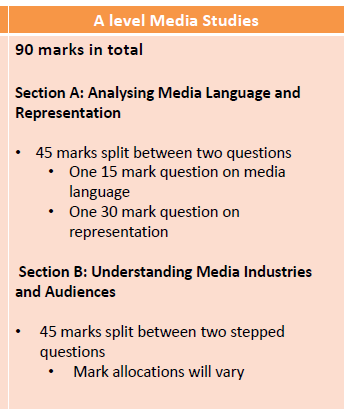 A level Media Studies
90 marks in total
Section A: Analysing Media Language and
Representation
• 45 marks split between two questions
• One 15 mark question on media
language
• One 30 mark question on
representation
Section B: Understanding Media Industries
and Audiences
• 45 marks split between two stepped
questions
• Mark allocations will vary